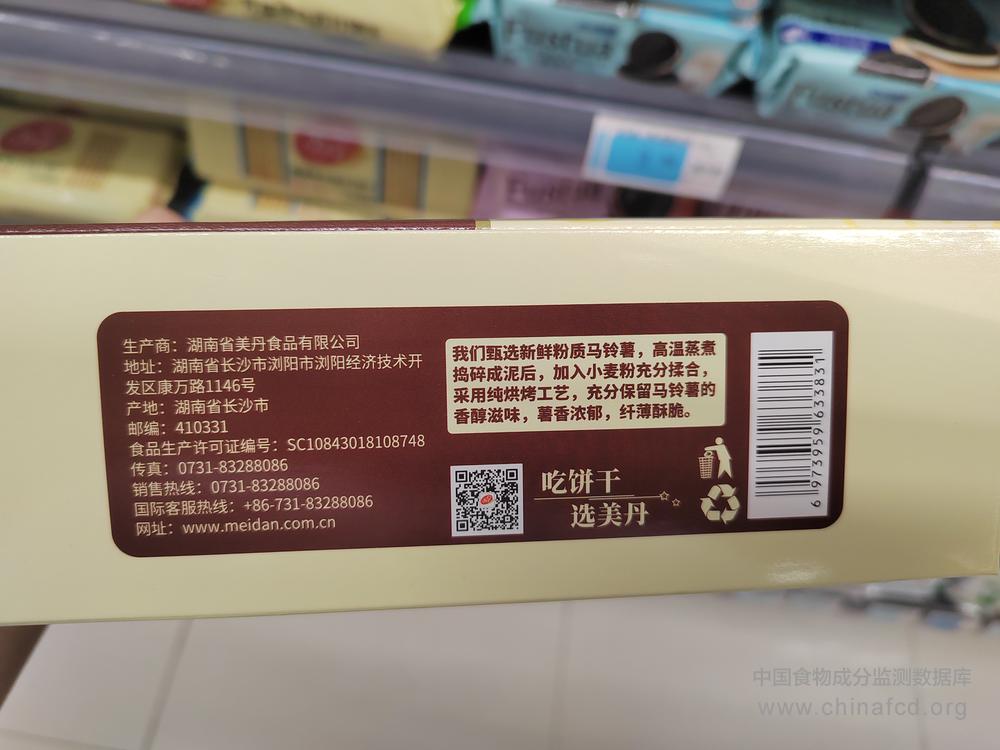 生产商：湖南省美丹食品有限公司
地址：湖南省长沙市浏阳市浏阳经济技术开
发区康万路1146号
产地：湖南省长沙市
邮编：410331
食品生产许可证编号：SC10843018108748
传真：0731-83288086
销售热线：0731-83288086
国际客服热线：+86-731-83288086
网址：www.meidan.com.cn
我们甄选新鲜粉质马铃薯，高温蒸煮
捣碎成泥后，加入小麦粉充分揉合，
采用纯烘烤工艺，充分保留马铃薯的
香醇滋味，薯香浓郁，纤薄酥脆。
吃饼干
选美丹
6973959633831
中国食物成分监测数据库
www.chinafcd.org